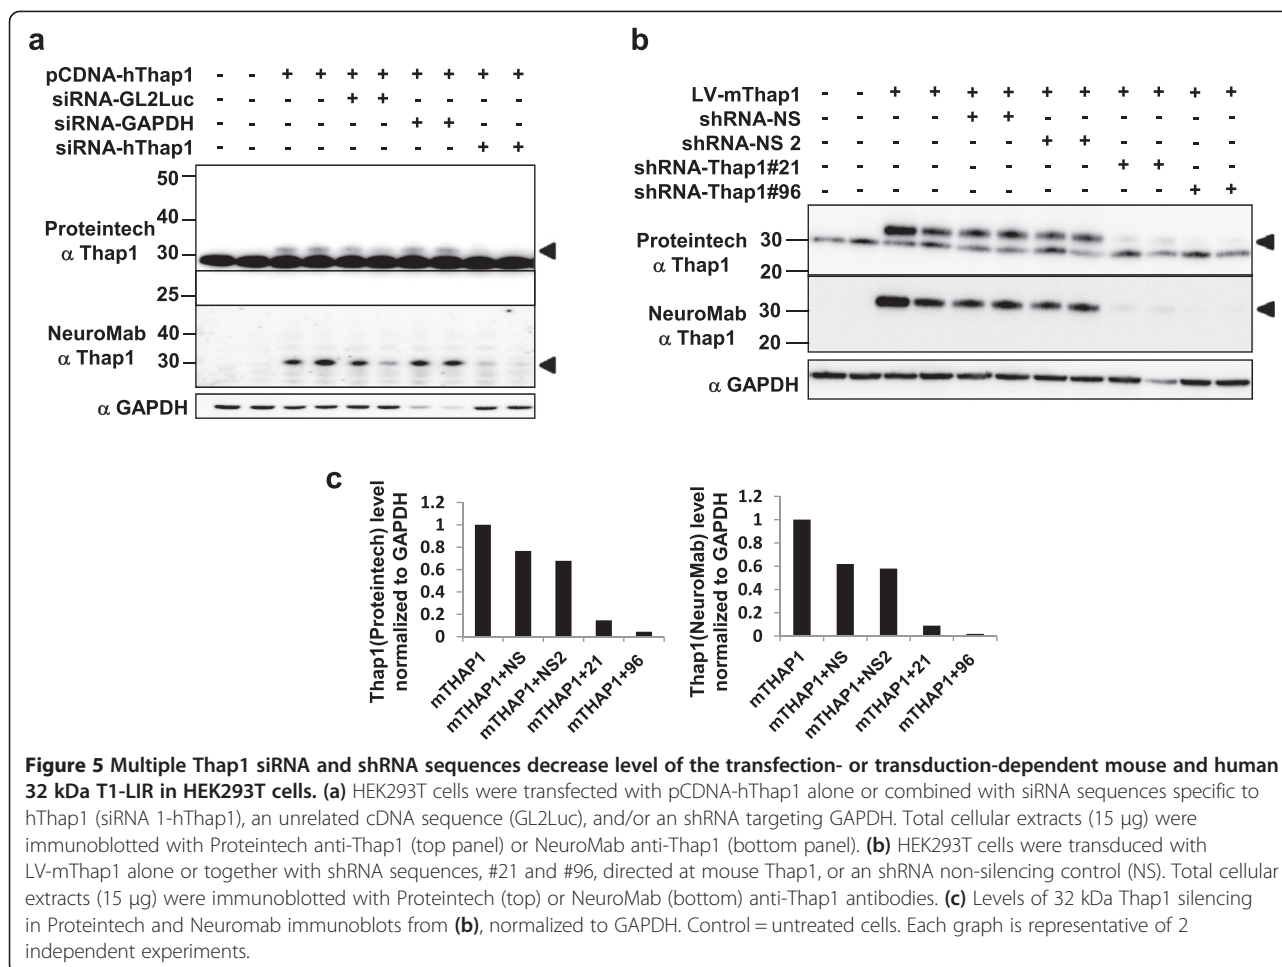 a
pCDNA-hThap1 - - + + + + + + + +
siRNA-GL2Luc - - - - + + - - - -
siRNA-GAPDH - - - - - - + + - -
siRNA-hThap1 - - - - - - - - + +
50
40
Proteintech
α Thap1
30
25
NeuroMab
α Thap1
40
30
α GAPDH
b
LV-mThap1 - - + + + + + + + + + +
shRNA-NS - - - - + + - - - - - -
shRNA-NS 2 - - - - - - + + - - - -
shRNA-Thap1#21 - - - - - - - - + + - -
shRNA-Thap1#96 - - - - - - - - - - + +
Proteintech
α Thap1
30
20
NeuroMab
α Thap1
30
20
α GAPDH
c
Thap1(Proteintech) level
normalized to GAPDH
1.2
1
0.8
0.6
0.4
0.2
0
mTHAP1
mTHAP1+NS
mTHAP1+NS2
mTHAP1+21
mTHAP1+96
Thap1(NeuroMab) level
normalized to GAPDH
1.2
1
0.8
0.6
0.4
0.2
0
mTHAP1
mTHAP1+NS
mTHAP1+NS2
mTHAP1+21
mTHAP1+96
Figure 5 Multiple Thap1 siRNA and shRNA sequences decrease level of the transfection- or transduction-dependent mouse and human
32 kDa T1-LIR in HEK293T cells. (a) HEK293T cells were transfected with pCDNA-hThap1 alone or combined with siRNA sequences specific to
hThap1 (siRNA 1-hThap1), an unrelated cDNA sequence (GL2Luc), and/or an shRNA targeting GAPDH. Total cellular extracts (15 μg) were
immunoblotted with Proteintech anti-Thap1 (top panel) or NeuroMab anti-Thap1 (bottom panel). (b) HEK293T cells were transduced with
LV-mThap1 alone or together with shRNA sequences, #21 and #96, directed at mouse Thap1, or an shRNA non-silencing control (NS). Total cellular
extracts (15 μg) were immunoblotted with Proteintech (top) or NeuroMab (bottom) anti-Thap1 antibodies. (c) Levels of 32 kDa Thap1 silencing
in Proteintech and Neuromab immunoblots from (b), normalized to GAPDH. Control = untreated cells. Each graph is representative of 2
independent experiments.